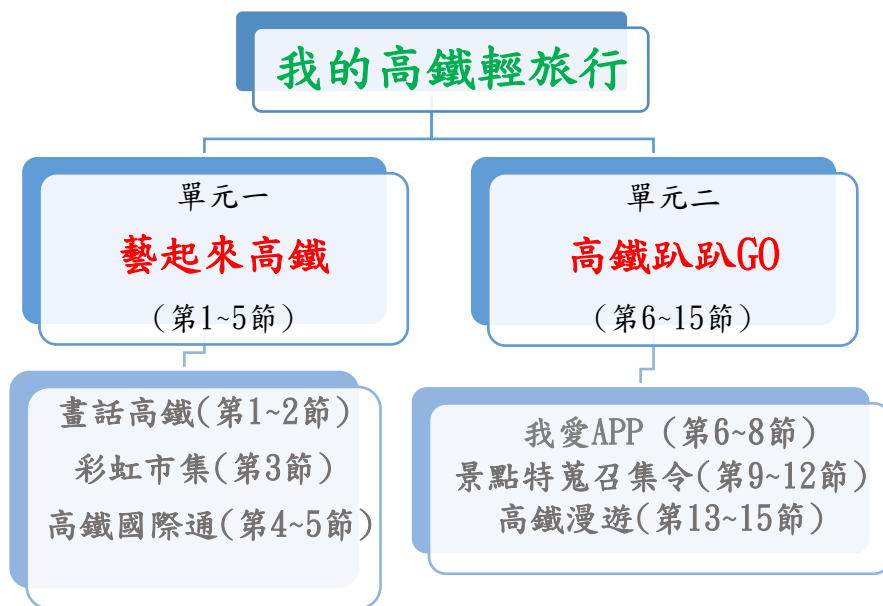 我的高鐵輕旅行
單元一
藝起來高鐵
(第1~5節)
單元二
高鐵趴趴GO
(第6~15節)
畫話高鐵(第1~2節)
彩虹市集(第3節)
高鐵國際通(第4~5節)
我愛APP (第6~8節)
景點特蒐召集令(第9~12節)
高鐵漫遊(第13~15節)